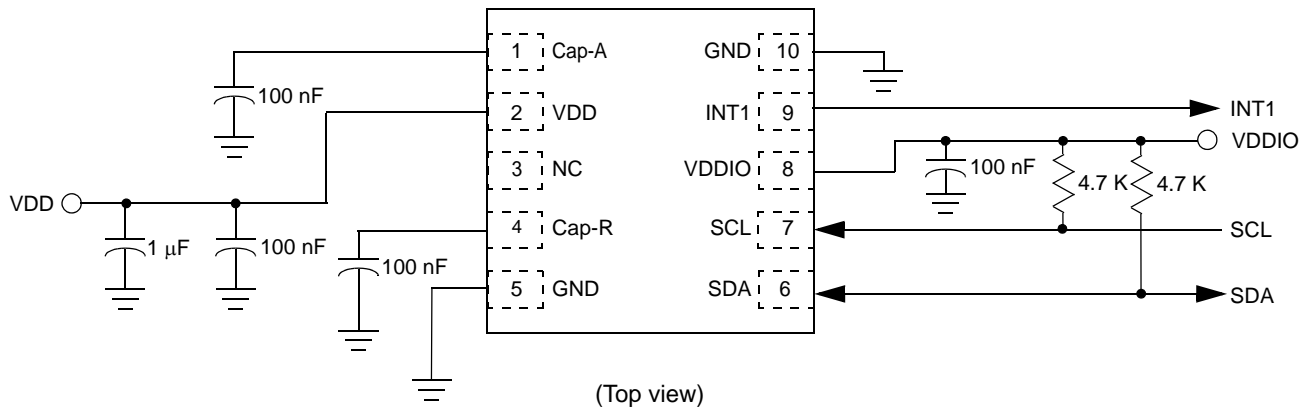 1 Cap-A
GND 10
100 nF
2 VDD
INT1 9
INT1
VDDIO
3 NC
VDDIO 8
100 nF
4.7 K
4.7 K
VDD
1 μF
100 nF
4 Cap-R
SCL 7
SCL
100 nF
5 GND
SDA 6
SDA
(Top view)